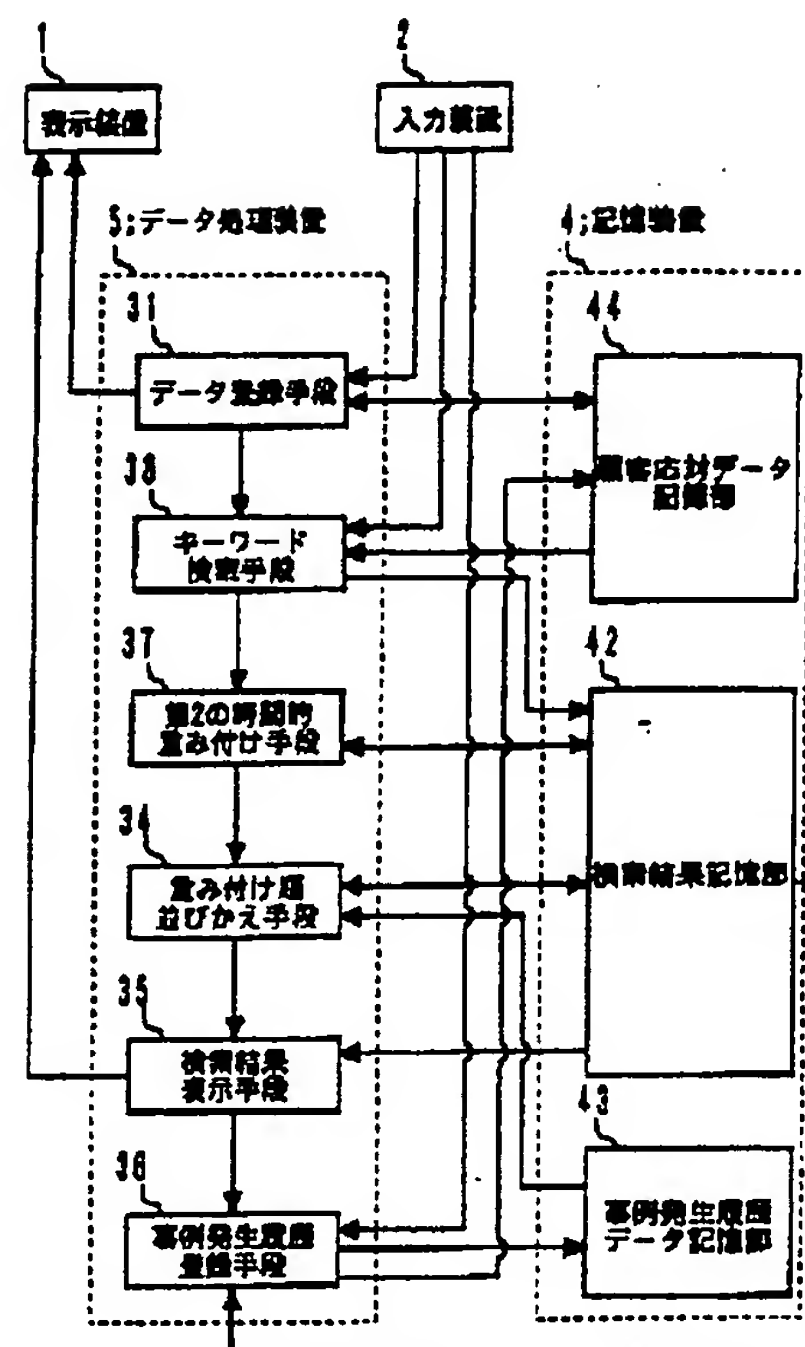 1
2
表示装置
入力装置
5;データ処理装置
4;記憶装置
31
データ登録手段
44
顧客応対データ
記憶部
38
キーワード
検索手段
37
第2の時間的
重み付け手段
42
検索結果記憶部
34
重み付け順
並びかえ手段
35
検索結果
表示手段
43
事例発生履歴
データ記憶部
36
事例発生履歴
登録手段